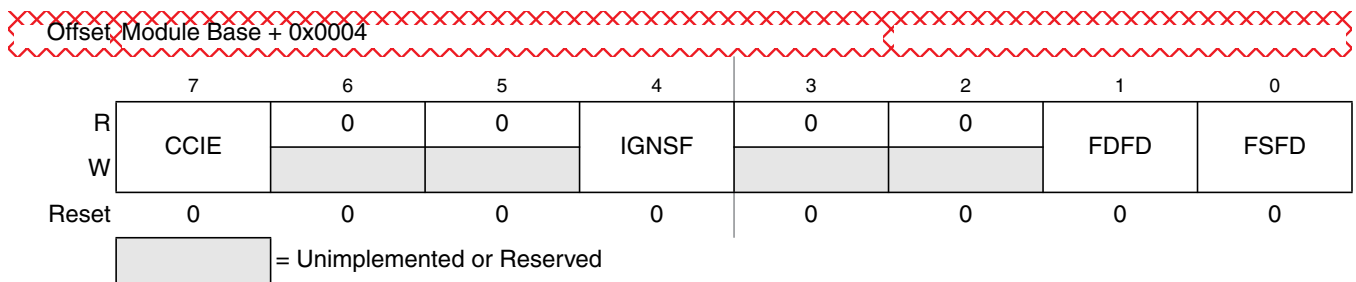 Offset Module Base + 0x0004
7 6 5 4 3 2 1 0
R CCIE 0 0 IGNSF 0 0 FDFD FSFD
W
Reset 0 0 0 0 0 0 0 0
= Unimplemented or Reserved